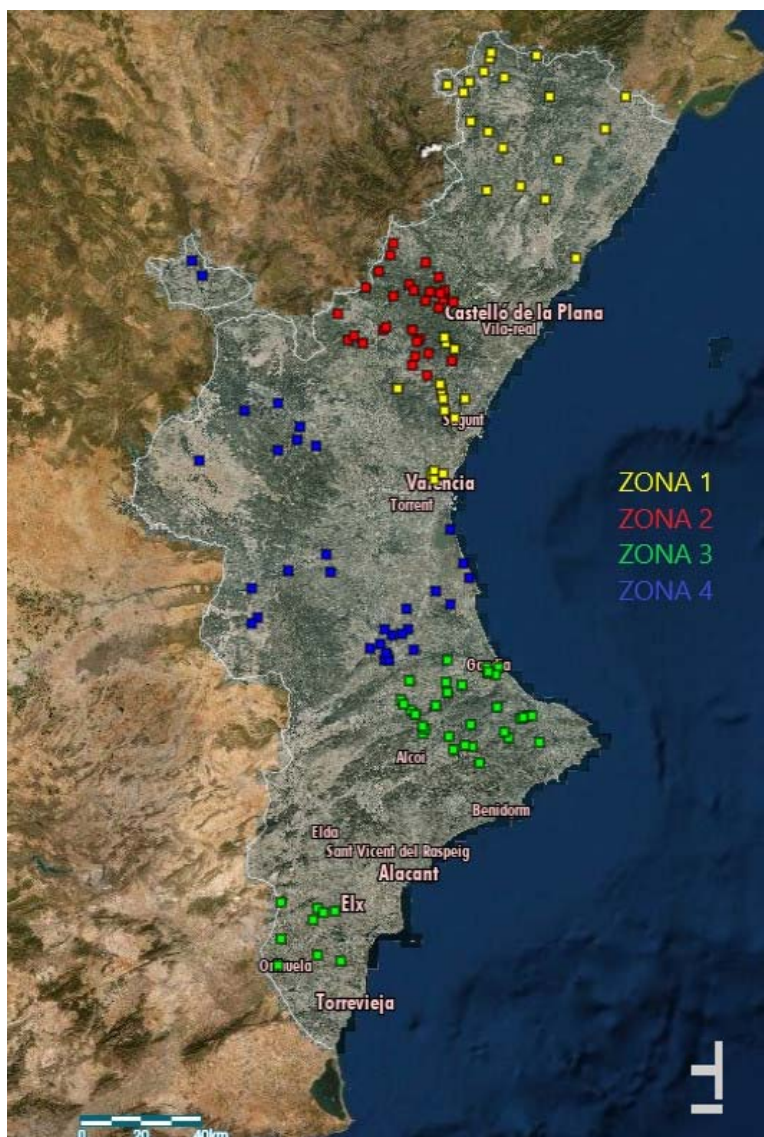 Castelló de la Plana
Vila-real
Sagunt
València
Torrent
ZONA 1
ZONA 2
ZONA 3
ZONA 4
Gandia
Alcoi
Benidorm
Elda
Sant Vicent del Raspeig
Alacant
Elx
Orihuela
Torrevieja
0 20 40km